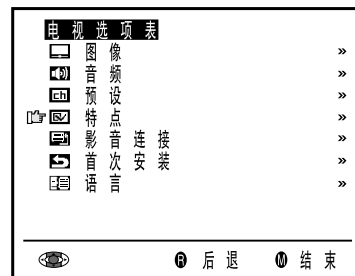 电视选项表
图像 »
音频 »
ch 预设 »
特点 »
影音连接 »
首次安装 »
语言 »
R 后退 M 结束